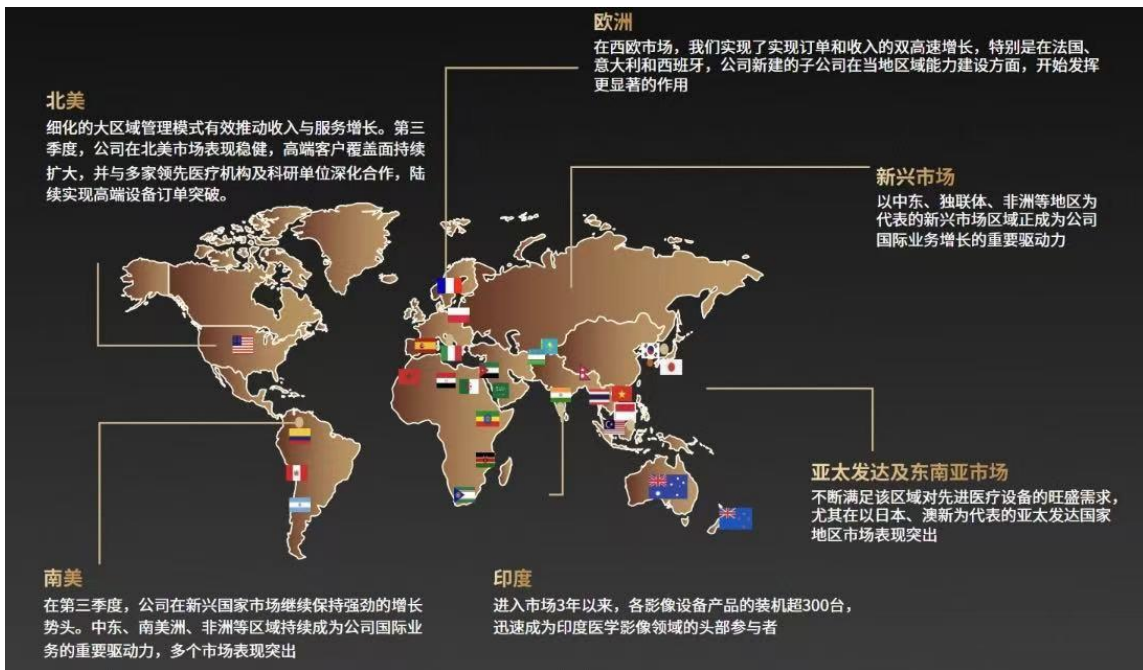 欧洲
在西欧市场，我们实现了实现订单和收入的双高速增长，特别是在法国、
意大利和西班牙，公司新建的子公司在当地区域能力建设方面，开始发挥
更显著的作用
北美
细化的大区域管理模式有效推动收入与服务增长。第三
季度，公司在北美市场表现稳健，高端客户覆盖面持续
扩大，并与多家领先医疗机构及科研单位深化合作，陆
续实现高端设备订单突破。
新兴市场
以中东、独联体、非洲等地区为
代表的新兴市场区域正成为公司
国际业务增长的重要驱动力
亚太发达及东南亚市场
不断满足该区域对先进医疗设备的旺盛需求，
尤其在以日本、澳新为代表的亚太发达国家
地区市场表现突出
南美
在第三季度，公司在新兴国家市场继续保持强劲的增长
势头。中东、南美洲、非洲等区域持续成为公司国际业
务的重要驱动力，多个市场表现突出
印度
进入市场3年以来，各影像设备产品的装机超300台，
迅速成为印度医学影像领域的头部参与者